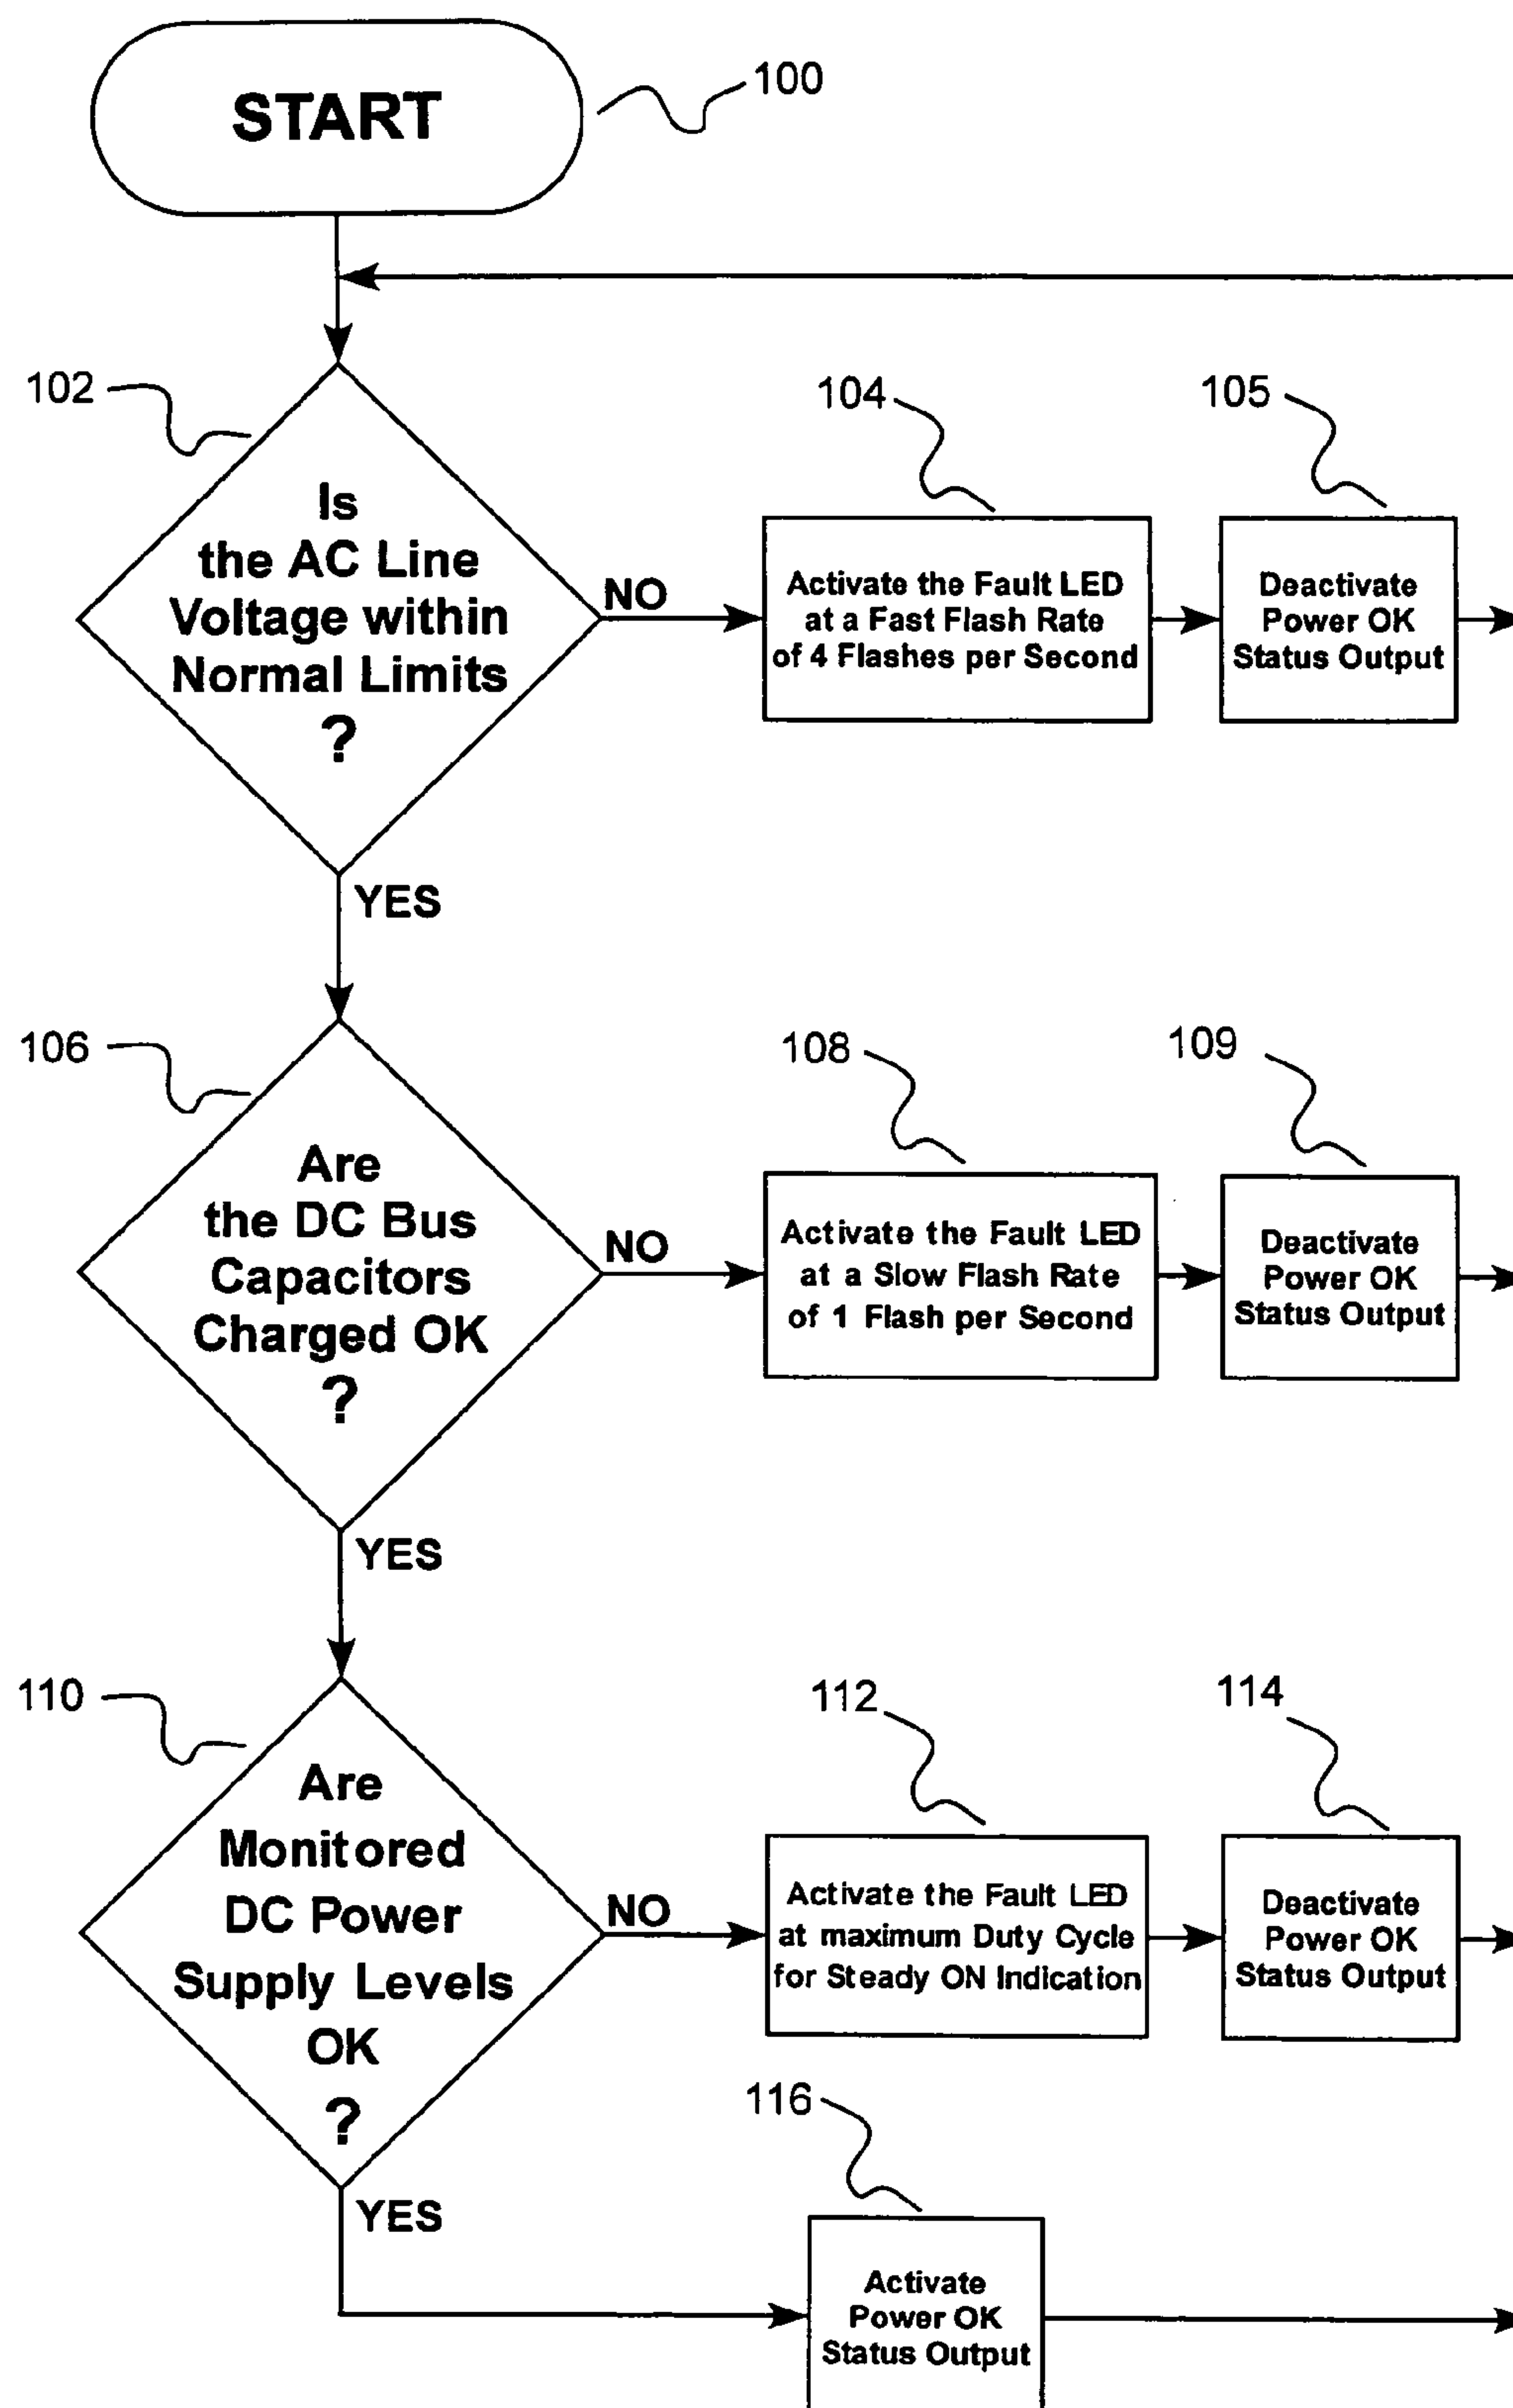 START
100
102
Is
the AC Line
Voltage within
Normal Limits
?
NO
104
Activate the Fault LED
at a Fast Flash Rate
of 4 Flashes per Second
105
Deactivate
Power OK
Status Output
YES
106
Are
the DC Bus
Capacitors
Charged OK
?
NO
108
Activate the Fault LED
at a Slow Flash Rate
of 1 Flash per Second
109
Deactivate
Power OK
Status Output
YES
110
Are
Monitored
DC Power
Supply Levels
OK
?
NO
112
Activate the Fault LED
at maximum Duty Cycle
for Steady ON Indication
114
Deactivate
Power OK
Status Output
YES
116
Activate
Power OK
Status Output